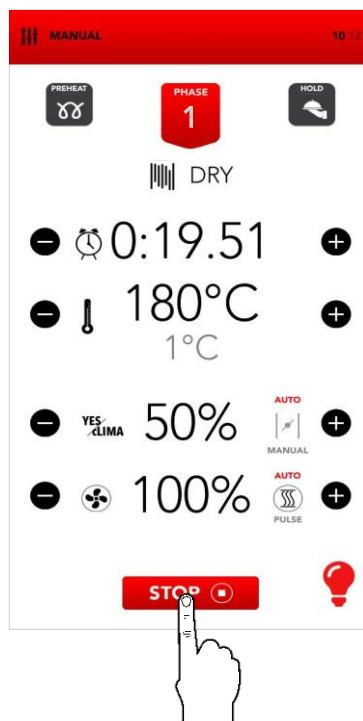 MANUAL 10:12
PREHEAT
PHASE
1
HOLD
DRY
0:19.51
180°C
1°C
YES/CLIMA 50% AUTO
MANUAL
100% AUTO
PULSE
STOP